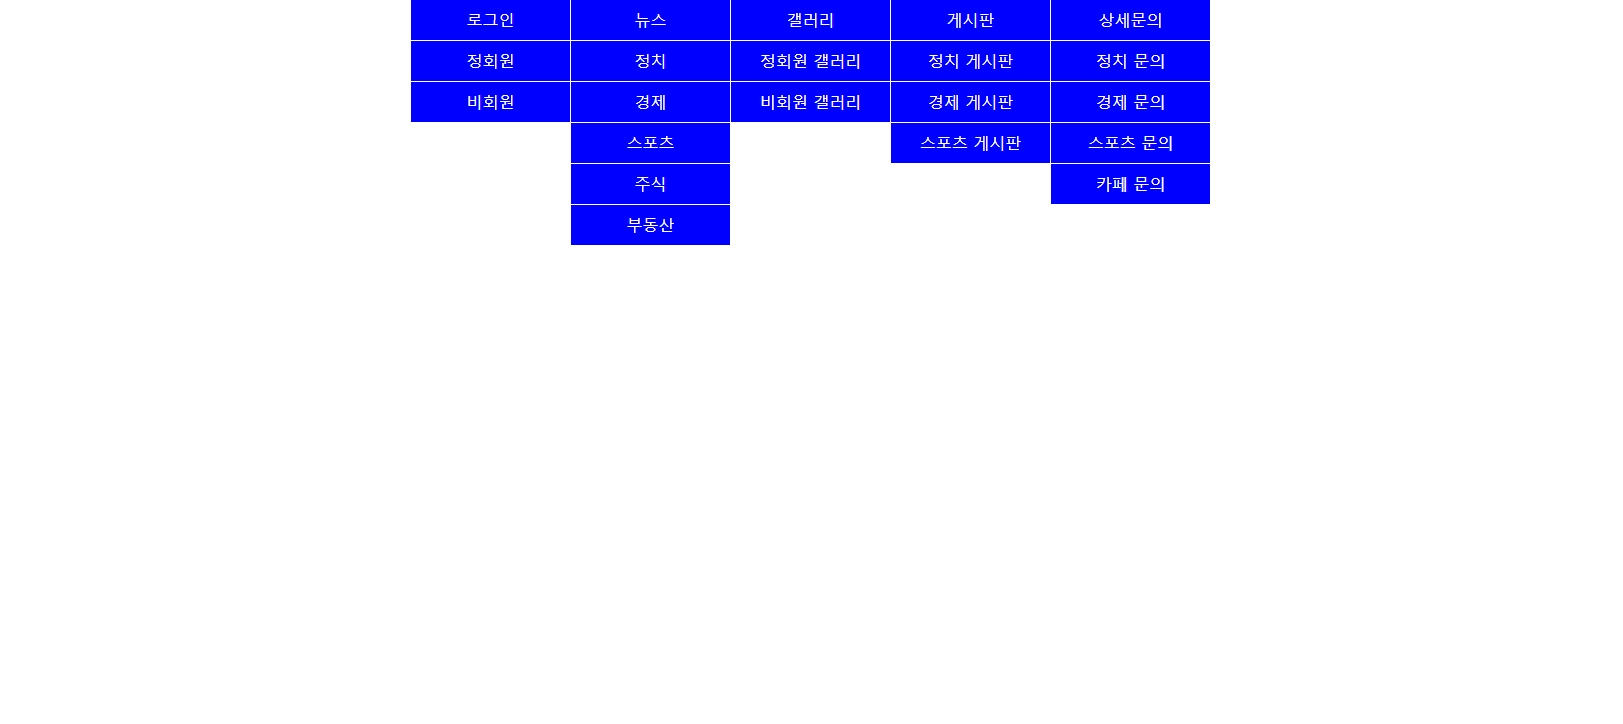 로그인 뉴스 갤러리 게시판 상세문의
정회원 정치 정회원 갤러리 정치 게시판 정치 문의
비회원 경제 비회원 갤러리 경제 게시판 경제 문의
스포츠 스포츠 게시판 스포츠 문의
주식 카페 문의
부동산